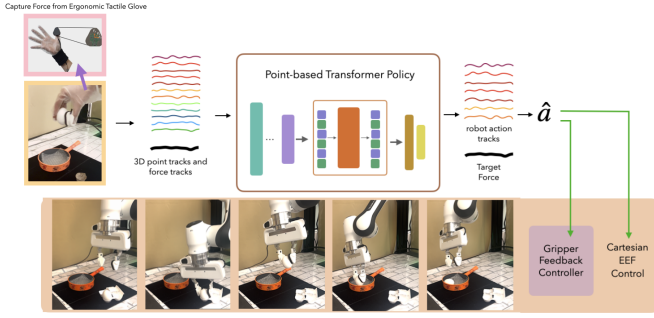 Capture Force from Ergonomic Tactile Glove
Point-based Transformer Policy
...
3D point tracks and
force tracks
robot action
tracks
Target
Force
â
Gripper
Feedback
Controller
Cartesian
EEF
Control